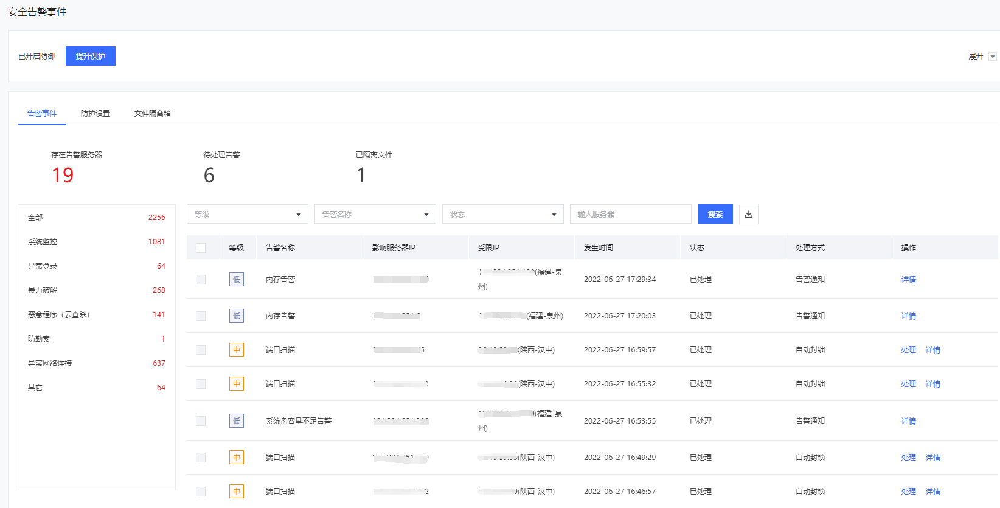 安全告警事件
已开启防御 提升保护 展开
告警事件 防护设置 文件隔离箱
存在告警服务器 待处理告警 已隔离文件
19 6 1
等级 告警名称 状态 输入服务器 搜索
全部 2256
系统监控 1081
异常登录 64
暴力破解 268
恶意程序（云查杀） 141
防勒索 1
异常网络连接 637
其它 64
等级 告警名称 影响服务器IP 受限IP 发生时间 状态 处理方式 操作
低 内存告警 (福建-泉州) 2022-06-27 17:29:34 已处理 告警通知 详情
低 内存告警 (福建-泉州) 2022-06-27 17:20:03 已处理 告警通知 详情
中 端口扫描 (陕西-汉中) 2022-06-27 16:59:57 已处理 自动封锁 处理 详情
中 端口扫描 (陕西-汉中) 2022-06-27 16:55:32 已处理 自动封锁 处理 详情
低 系统盘容量不足告警 (福建-泉州) 2022-06-27 16:53:55 已处理 告警通知 详情
中 端口扫描 (陕西-汉中) 2022-06-27 16:49:29 已处理 自动封锁 处理 详情
中 端口扫描 (陕西-汉中) 2022-06-27 16:46:57 已处理 自动封锁 处理 详情